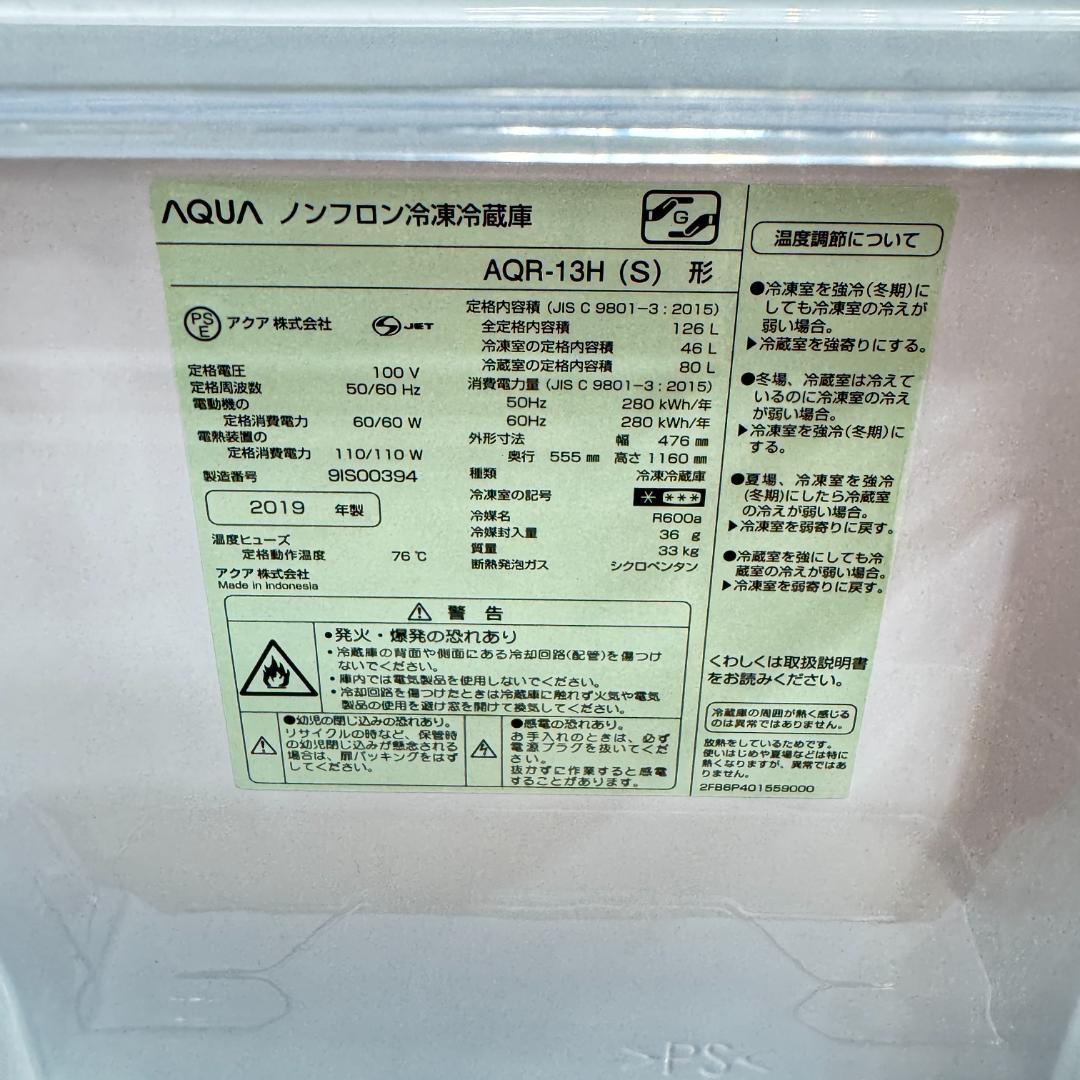 AQUA ノンフロン冷凍冷蔵庫
G
AQR-13H (S) 形
PS
E
アクア 株式会社
S JET
定格電圧 100 V
定格周波数 50/60 Hz
電動機の
定格消費電力 60/60 W
電熱装置の
定格消費電力 110/110 W
製造番号 9IS00394
2019 年製
温度ヒューズ
定格動作温度 76 ℃
アクア 株式会社
Made in Indonesia
定格内容積 (JIS C 9801-3 : 2015)
全定格内容積 126 L
冷凍室の定格内容積 46 L
冷蔵室の定格内容積 80 L
消費電力量 (JIS C 9801-3 : 2015)
50Hz 280 kWh/年
60Hz 280 kWh/年
外形寸法 幅 476 ㎜
奥行 555 ㎜ 高さ 1160 ㎜
種類 冷凍冷蔵庫
冷凍室の記号 * ***
冷媒名 R600a
冷媒封入量 36 g
質量 33 kg
断熱発泡ガス シクロペンタン
警 告
●発火・爆発の恐れあり
・冷蔵庫の背面や側面にある冷却回路(配管)を傷つけ
ないでください。
・庫内では電気製品を使用しないでください。
・冷却回路を傷つけたときは冷蔵庫に触れず火気や電気
製品の使用を避け窓を開けて換気してください。
●幼児の閉じ込みの恐れあり。
リサイクルの時など、保管時
の幼児閉じ込みが懸念される
場合は、扉パッキングをはず
してください。
●感電の恐れあり。
お手入れのときは、必ず
電源プラグを抜いてくだ
さい。
抜かずに作業すると感電
することがあります。
温度調節について
●冷凍室を強冷(冬期)に
しても冷凍室の冷えが
弱い場合。
▶冷蔵室を強寄りにする。
●冬場、冷蔵室は冷えて
いるのに冷凍室の冷え
が弱い場合。
▶冷凍室を強冷(冬期)に
する。
●夏場、冷凍室を強冷
(冬期)にしたら冷蔵室
の冷えが弱い場合。
▶冷凍室を弱寄りに戻す。
●冷蔵室を強にしても冷
蔵室の冷えが弱い場合。
▶冷凍室を弱寄りに戻す。
くわしくは取扱説明書
をお読みください。
冷蔵庫の周囲が熱く感じる
のは異常ではありません。
放熱をしているためです。
使いはじめや夏場などは特に
熱くなりますが、異常ではあ
りません。
2FB6P401559000
>PS<